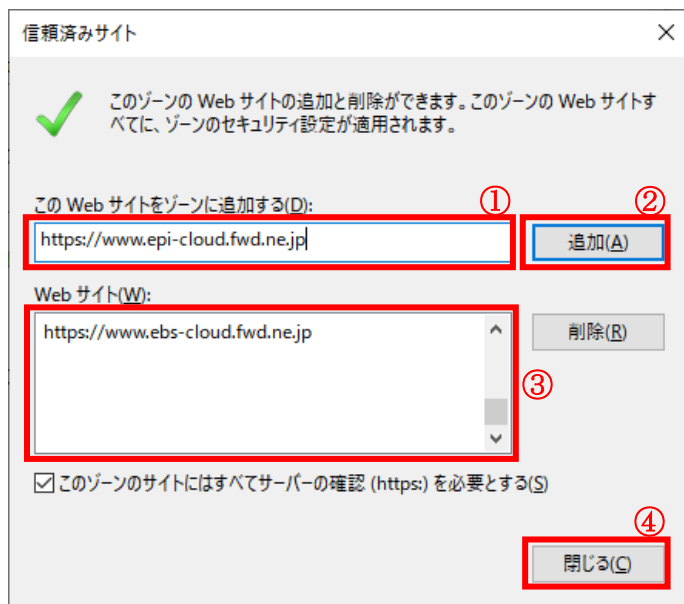 信頼済みサイト
このゾーンの Web サイトの追加と削除ができます。このゾーンの Web サイトす
べてに、ゾーンのセキュリティ設定が適用されます。
①
②
この Web サイトをゾーンに追加する(D):
https://www.epi-cloud.fwd.ne.jp
追加(A)
Web サイト(W):
https://www.ebs-cloud.fwd.ne.jp
削除(R)
③
このゾーンのサイトにはすべてサーバーの確認 (https:) を必要とする(S)
④
閉じる(C)